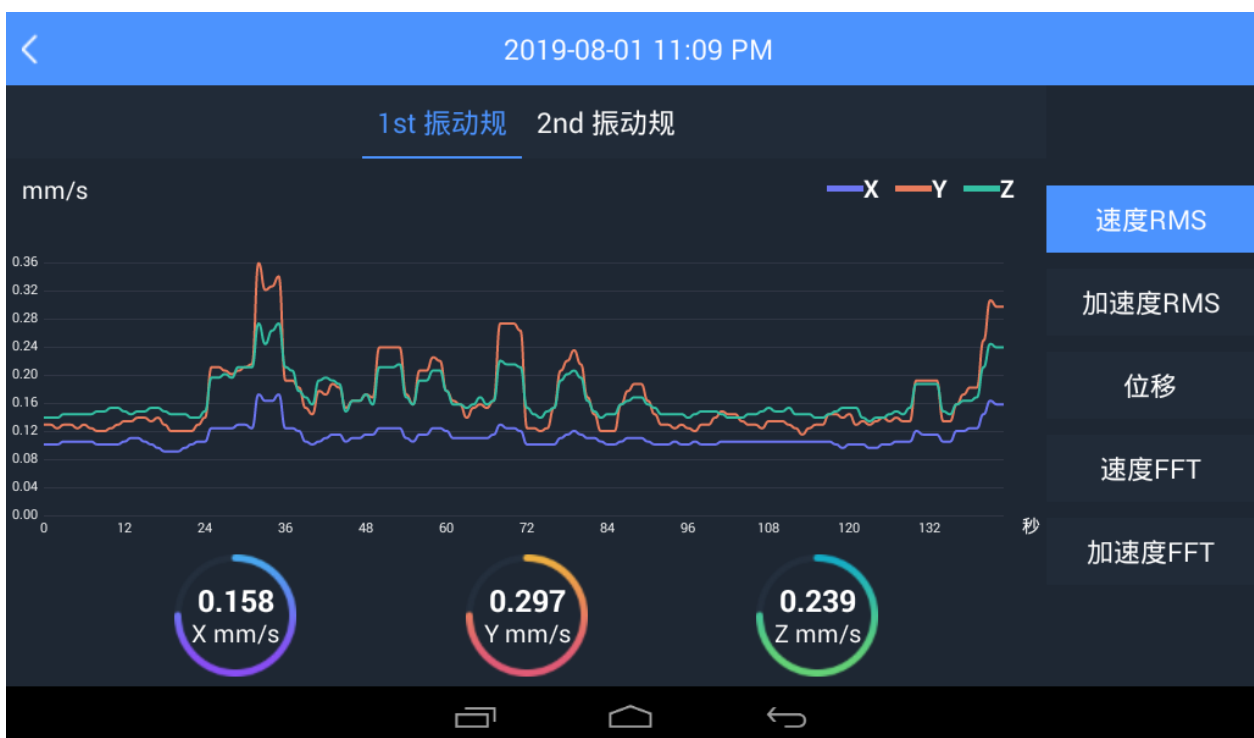 2019-08-01 11:09 PM
1st 振动规 2nd 振动规
mm/s
X Y Z
速度RMS
加速度RMS
位移
速度FFT
加速度FFT
0.36
0.32
0.28
0.24
0.20
0.16
0.12
0.08
0.04
0.00
0 12 24 36 48 60 72 84 96 108 120 132 秒
0.158
X mm/s
0.297
Y mm/s
0.239
Z mm/s